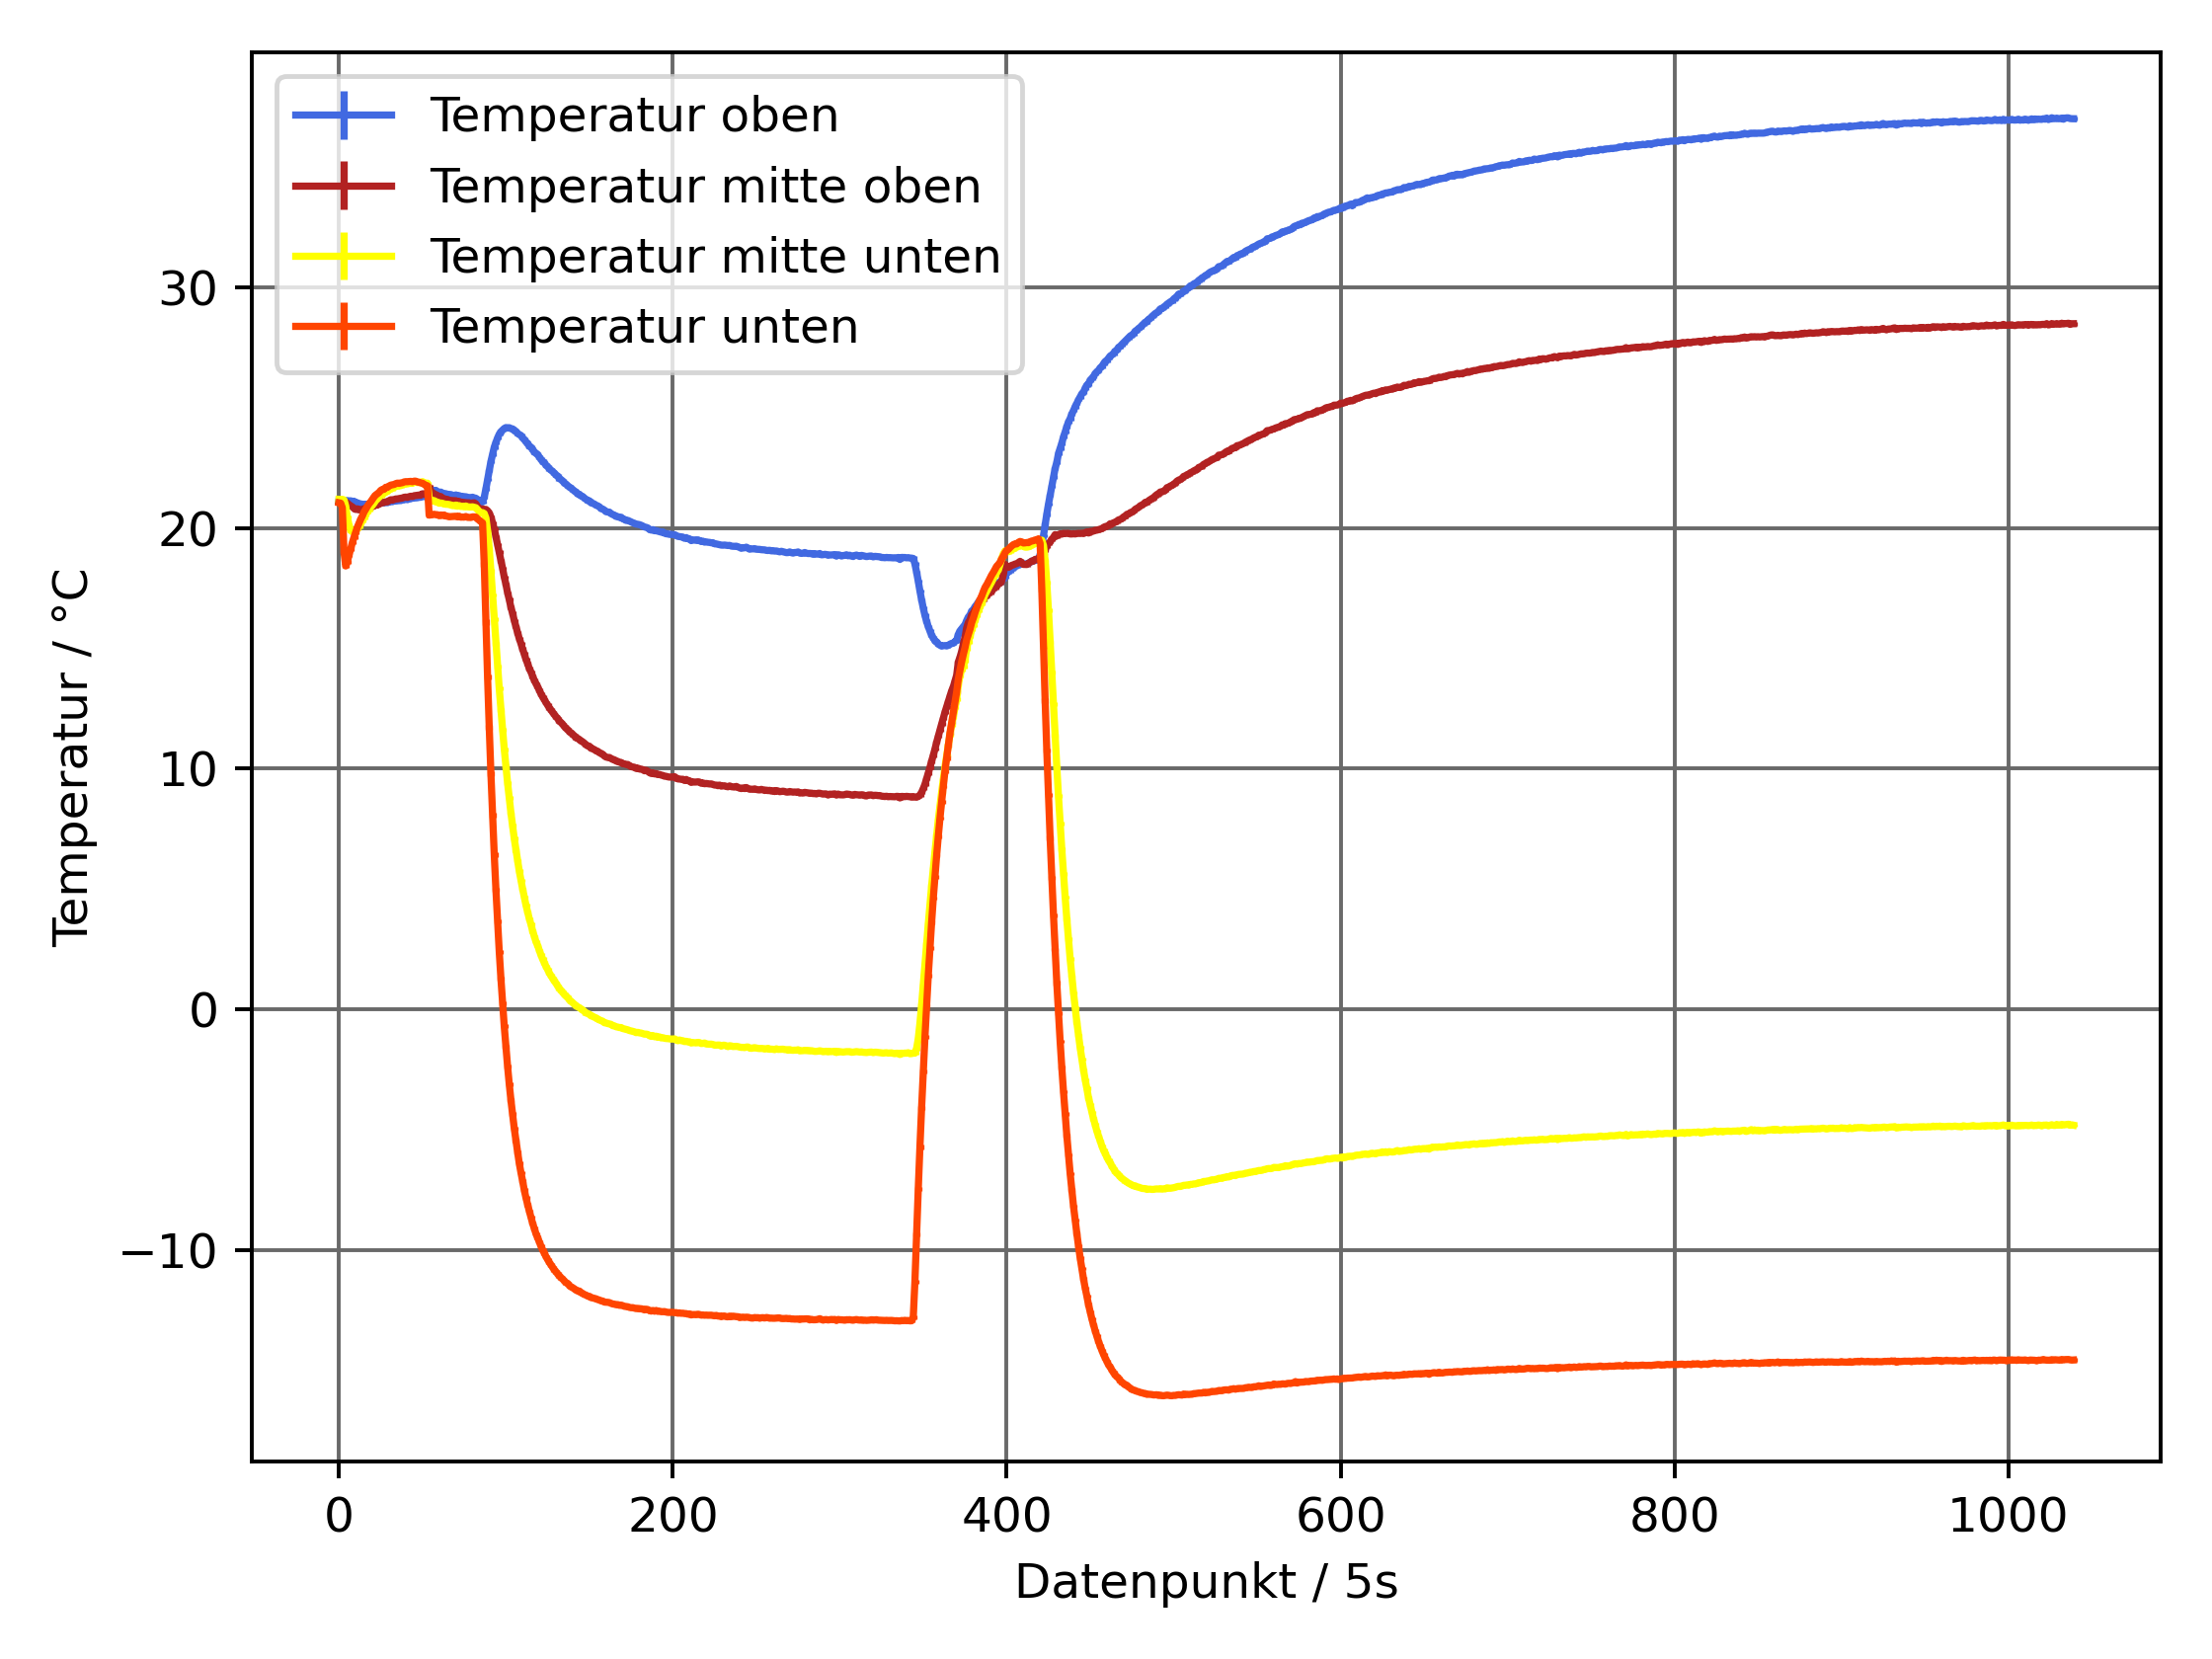 Temperatur oben
Temperatur mitte oben
Temperatur mitte unten
Temperatur unten
Temperatur / °C
30
20
10
0
−10
0 200 400 600 800 1000
Datenpunkt / 5s